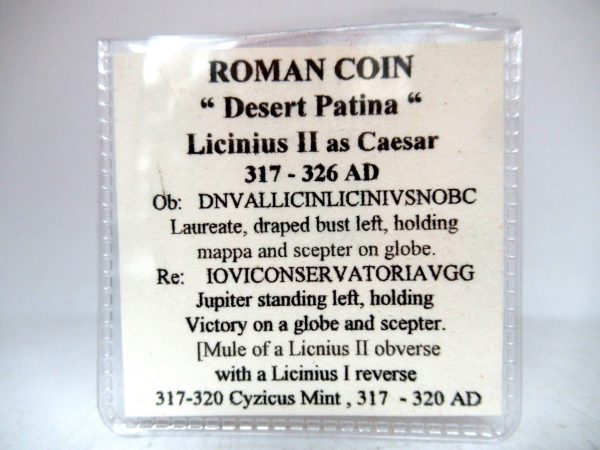 ROMAN COIN
“ Desert Patina “
Licinius II as Caesar
317 - 326 AD
Ob: DNVALLICINLICINIVSNOBC
Laureate, draped bust left, holding
mappa and scepter on globe.
Re: IOVICONSERVATORIAVGG
Jupiter standing left, holding
Victory on a globe and scepter.
[Mule of a Licnius II obverse
with a Licinius I reverse
317-320 Cyzicus Mint , 317 - 320 AD